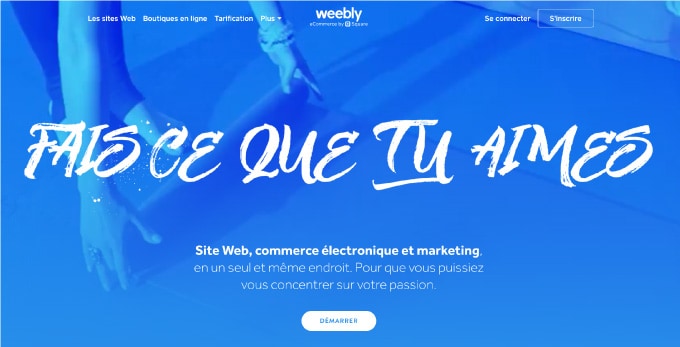 Les sites Web Boutiques en ligne Tarification Plus
weebly
eCommerce by Square
Se connecter S'inscrire
FAIS CE QUE TU AIMES
Site Web, commerce électronique et marketing,
en un seul et même endroit. Pour que vous puissiez
vous concentrer sur votre passion.
DÉMARRER